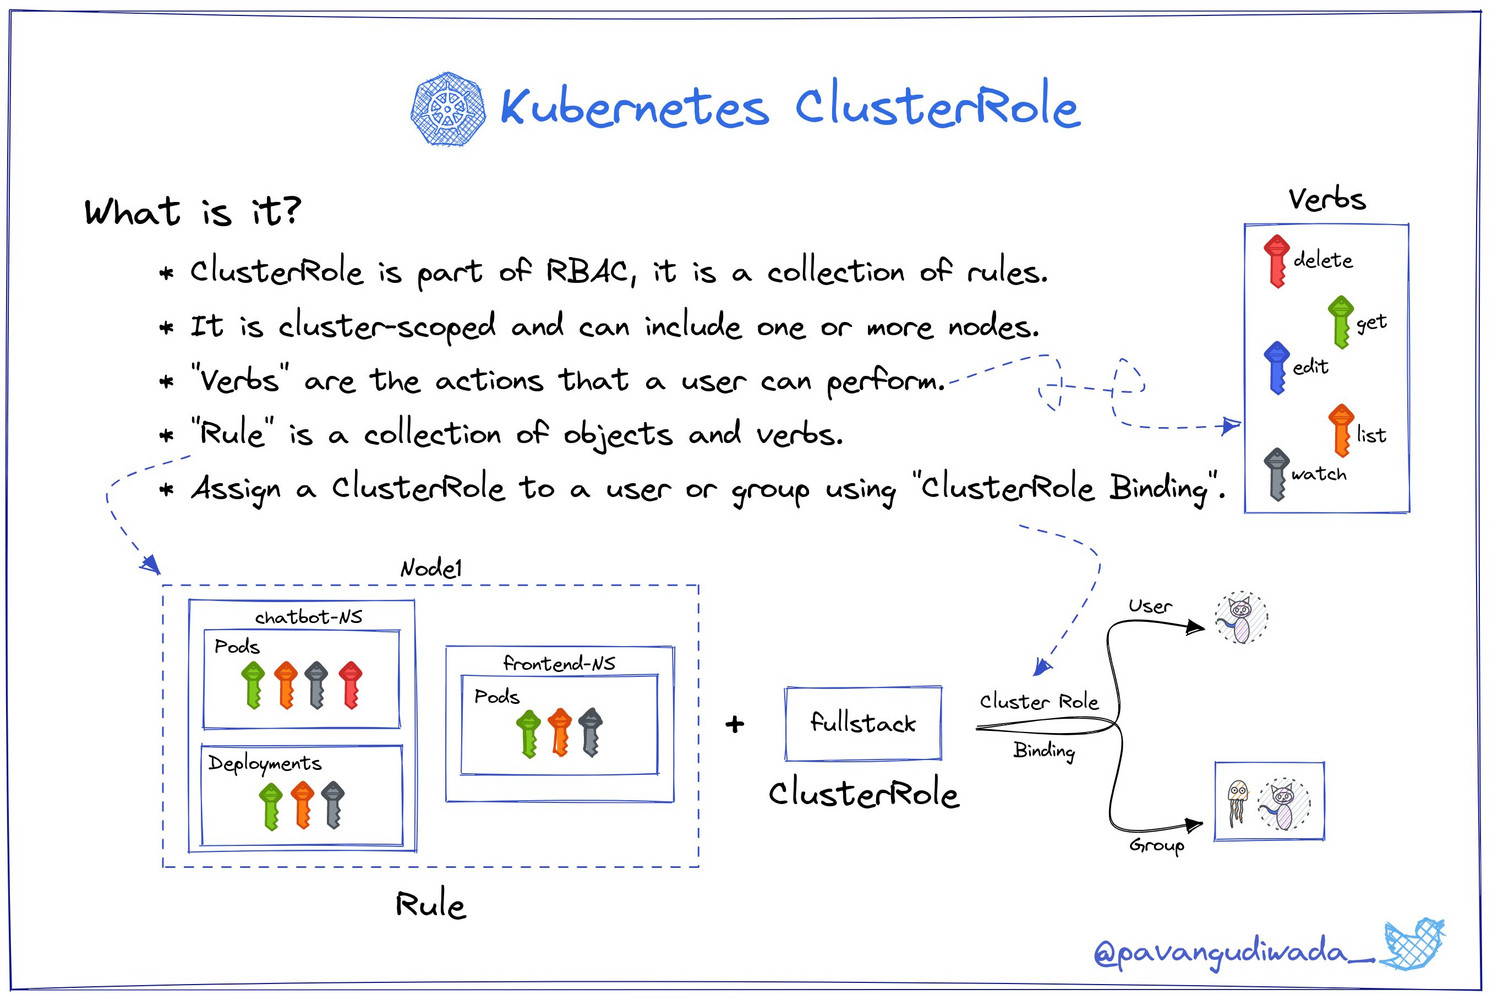 Kubernetes ClusterRole
What is it?
* ClusterRole is part of RBAC, it is a collection of rules.
* It is cluster-scoped and can include one or more nodes.
* "Verbs" are the actions that a user can perform.
* "Rule" is a collection of objects and verbs.
* Assign a ClusterRole to a user or group using "ClusterRole Binding".
Verbs
delete
get
edit
list
watch
Node1
chatbot-NS
Pods
Deployments
frontend-NS
Pods
Rule
+
fullstack
ClusterRole
Cluster Role
Binding
User
Group
@pavangudiwada_